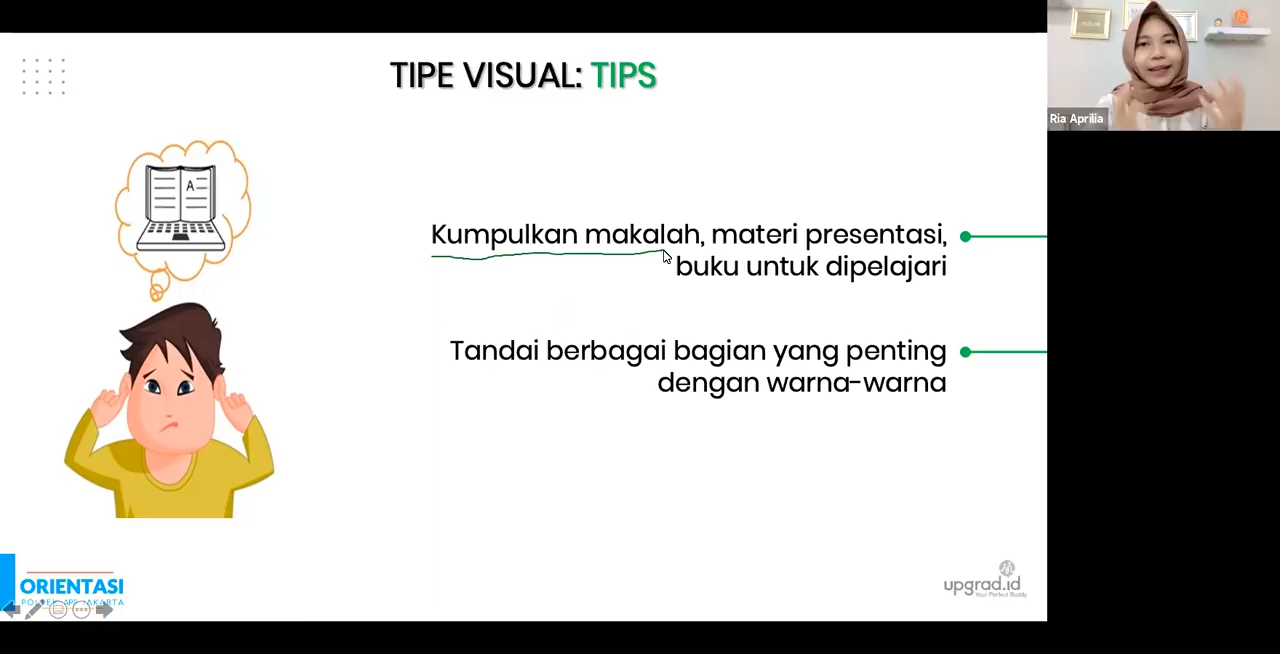 TIPE VISUAL: TIPS
Ria Aprilia
A
Kumpulkan makalah, materi presentasi,
buku untuk dipelajari
Tandai berbagai bagian yang penting
dengan warna-warna
ORIENTASI
JAKARTA
upgrad.id
Your Perfect Buddy